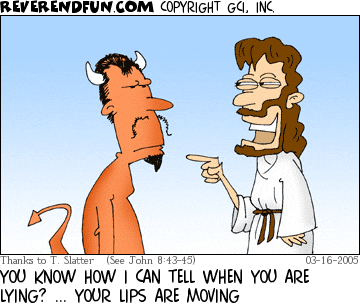 REVERENDFUN.COM COPYRIGHT GCI, INC.
Thanks to T. Slatter (See John 8:43-45) 03-16-2005
YOU KNOW HOW I CAN TELL WHEN YOU ARE
LYING? ... YOUR LIPS ARE MOVING